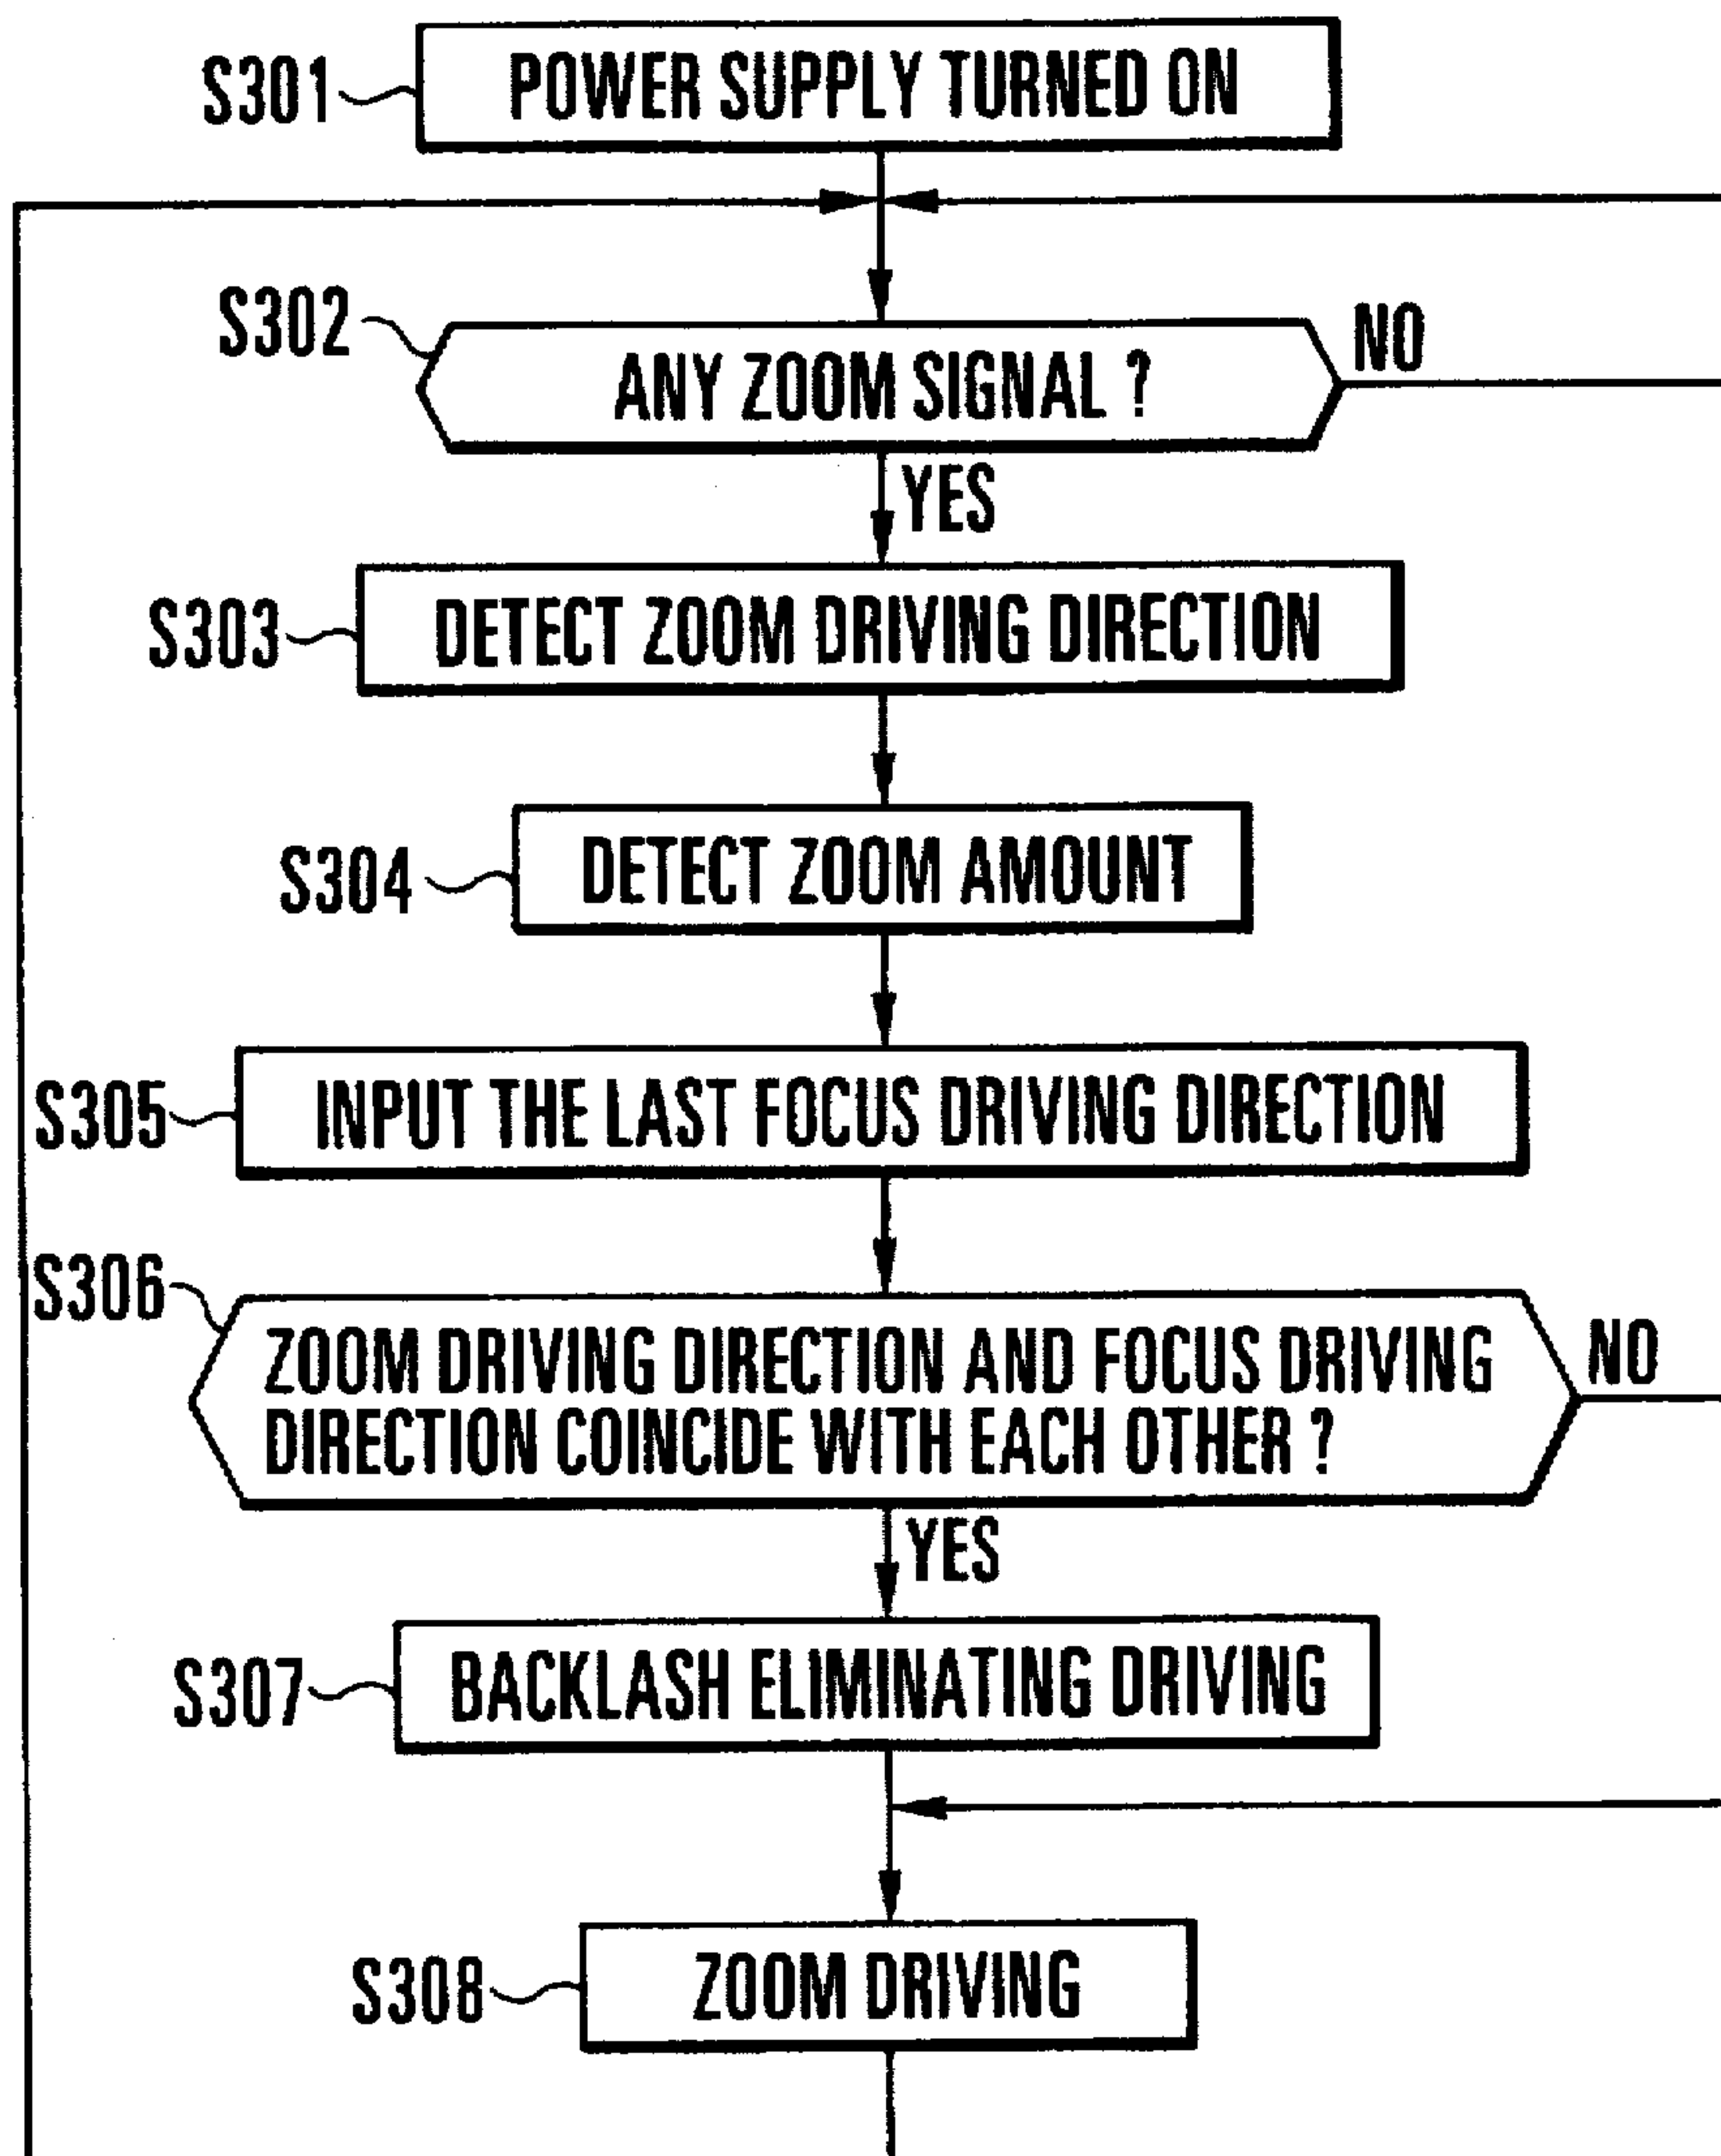 S301
POWER SUPPLY TURNED ON
S302
ANY ZOOM SIGNAL ?
NO
YES
S303
DETECT ZOOM DRIVING DIRECTION
S304
DETECT ZOOM AMOUNT
S305
INPUT THE LAST FOCUS DRIVING DIRECTION
S306
ZOOM DRIVING DIRECTION AND FOCUS DRIVING
DIRECTION COINCIDE WITH EACH OTHER ?
NO
YES
S307
BACKLASH ELIMINATING DRIVING
S308
ZOOM DRIVING